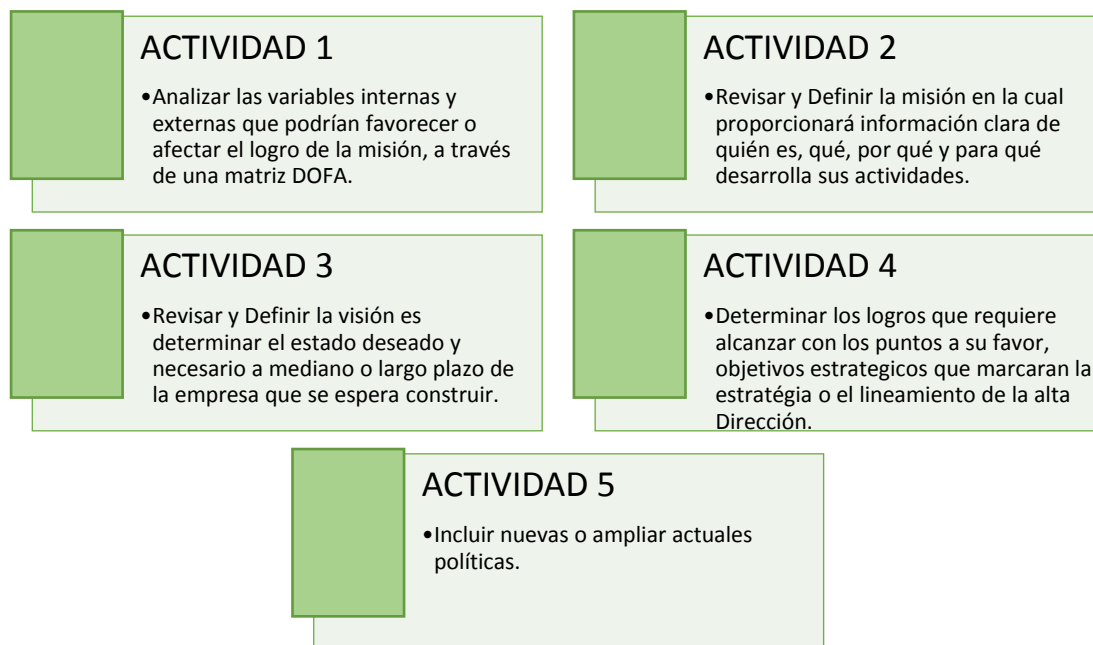 ACTIVIDAD 1
•Analizar las variables internas y
externas que podrían favorecer o
afectar el logro de la misión, a través
de una matriz DOFA.
ACTIVIDAD 2
•Revisar y Definir la misión en la cual
proporcionará información clara de
quién es, qué, por qué y para qué
desarrolla sus actividades.
ACTIVIDAD 3
•Revisar y Definir la visión es
determinar el estado deseado y
necesario a mediano o largo plazo de
la empresa que se espera construir.
ACTIVIDAD 4
•Determinar los logros que requiere
alcanzar con los puntos a su favor,
objetivos estrategicos que marcaran la
estratégia o el lineamiento de la alta
Dirección.
ACTIVIDAD 5
•Incluir nuevas o ampliar actuales
políticas.